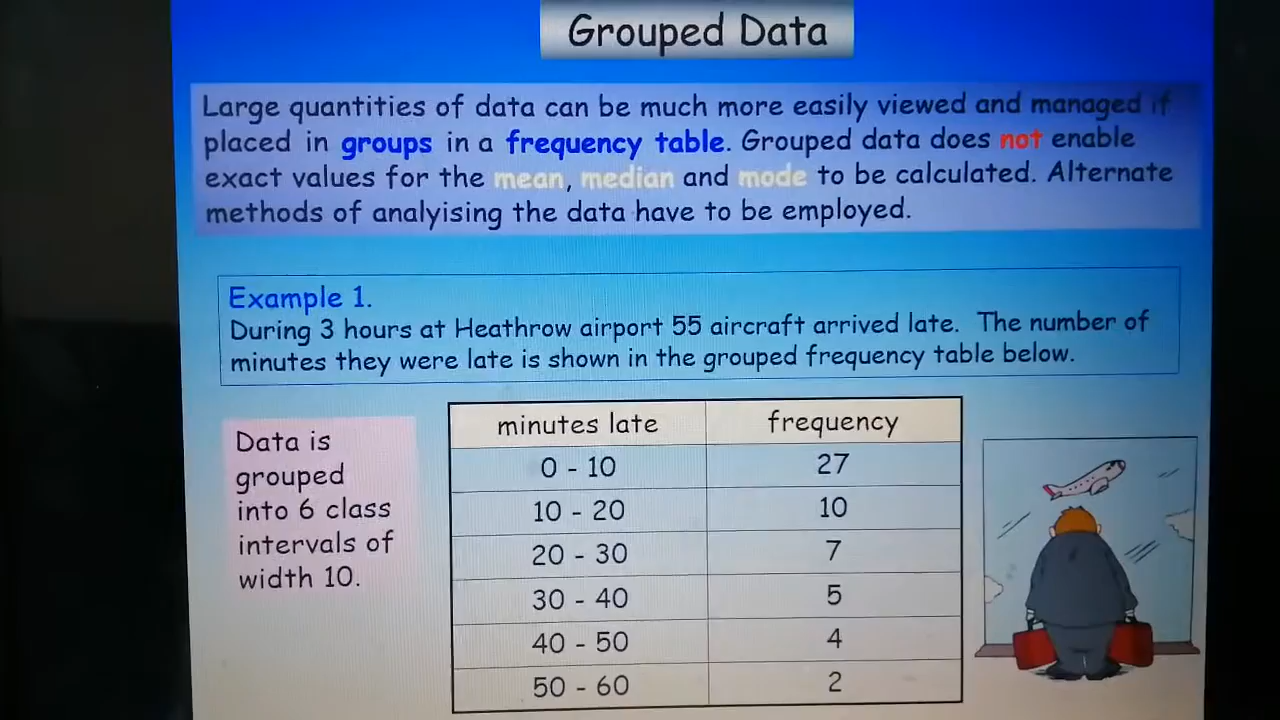 Grouped Data
Large quantities of data can be much more easily viewed and managed if
placed in groups in a frequency table. Grouped data does not enable
exact values for the mean, median and mode to be calculated. Alternate
methods of analyising the data have to be employed.
Example 1.
During 3 hours at Heathrow airport 55 aircraft arrived late. The number of
minutes they were late is shown in the grouped frequency table below.
Data is
grouped
into 6 class
intervals of
width 10.
minutes late frequency
0 - 10 27
10 - 20 10
20 - 30 7
30 - 40 5
40 - 50 4
50 - 60 2